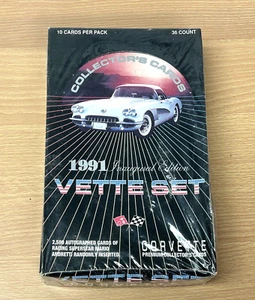 10 CARDS PER PACK
36 COUNT
COLLECTOR'S CARDS
1991 Inaugural Edition
VETTE SET
2,500 AUTOGRAPHED CARDS OF
RACING SUPERSTAR MARIO
ANDRETTI RANDOMLY INSERTED
CORVETTE
PREMIUM COLLECTOR'S CARDS